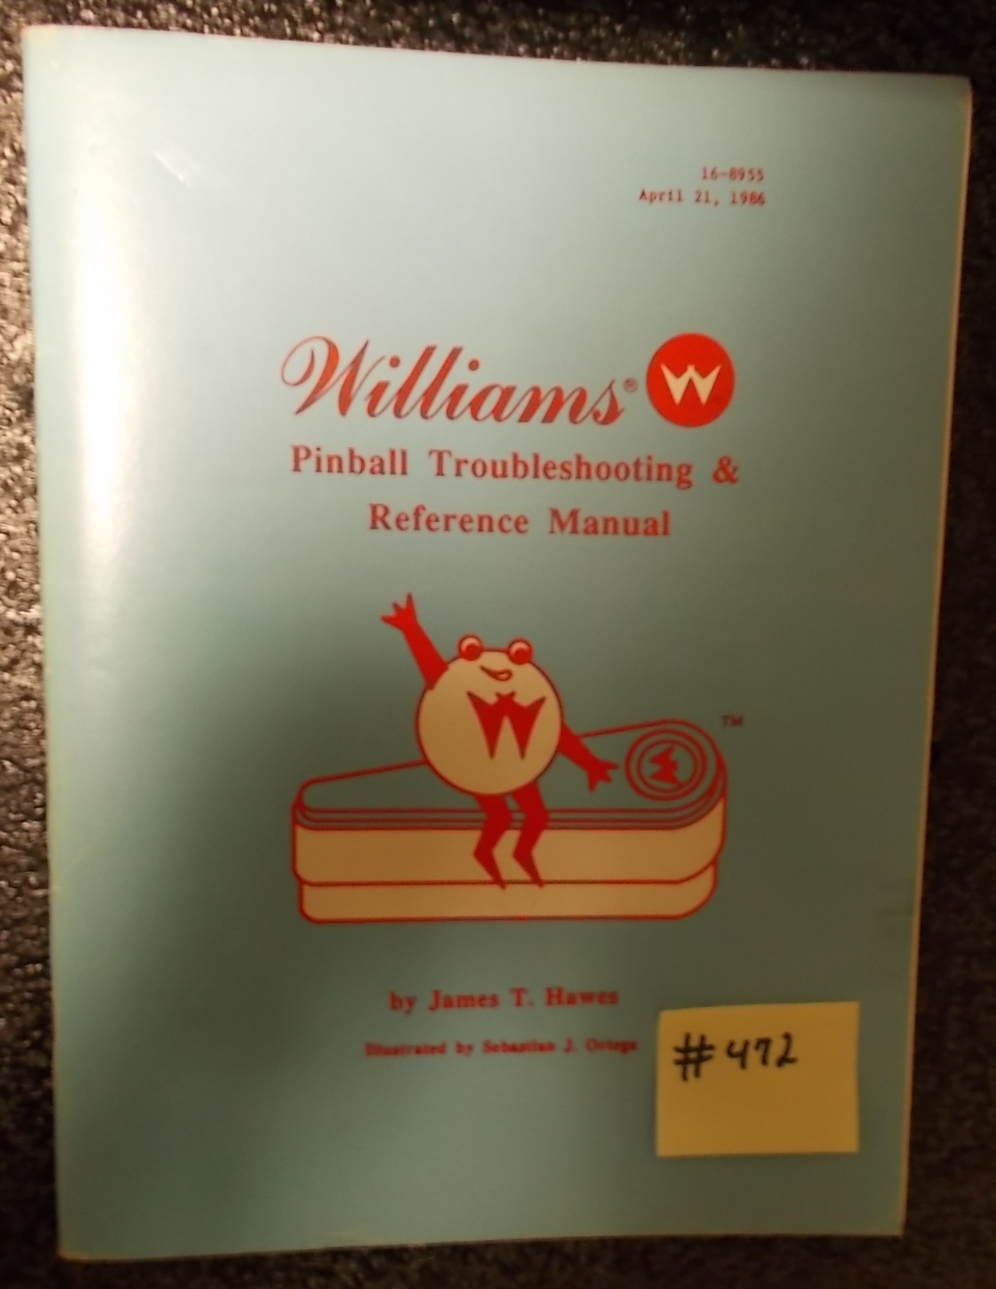 16-8955
April 21, 1986
Williams® W
Pinball Troubleshooting &
Reference Manual
W
TM
by James T. Hawes
Illustrated by Sebastian J. Ortega
#472